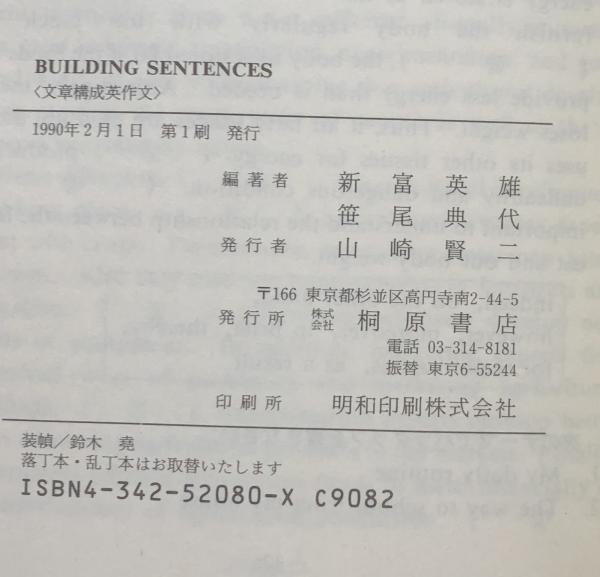 BUILDING SENTENCES
〈文章構成英作文〉
1990年2月1日 第1刷 発行
編著者 新富英雄
笹尾典代
発行者 山崎賢二
〒166 東京都杉並区高円寺南2-44-5
発行所 株式会社 桐原書店
電話 03-314-8181
振替 東京6-55244
印刷所 明和印刷株式会社
装幀／鈴木 堯
落丁本・乱丁本はお取替いたします
ISBN4-342-52080-X C9082